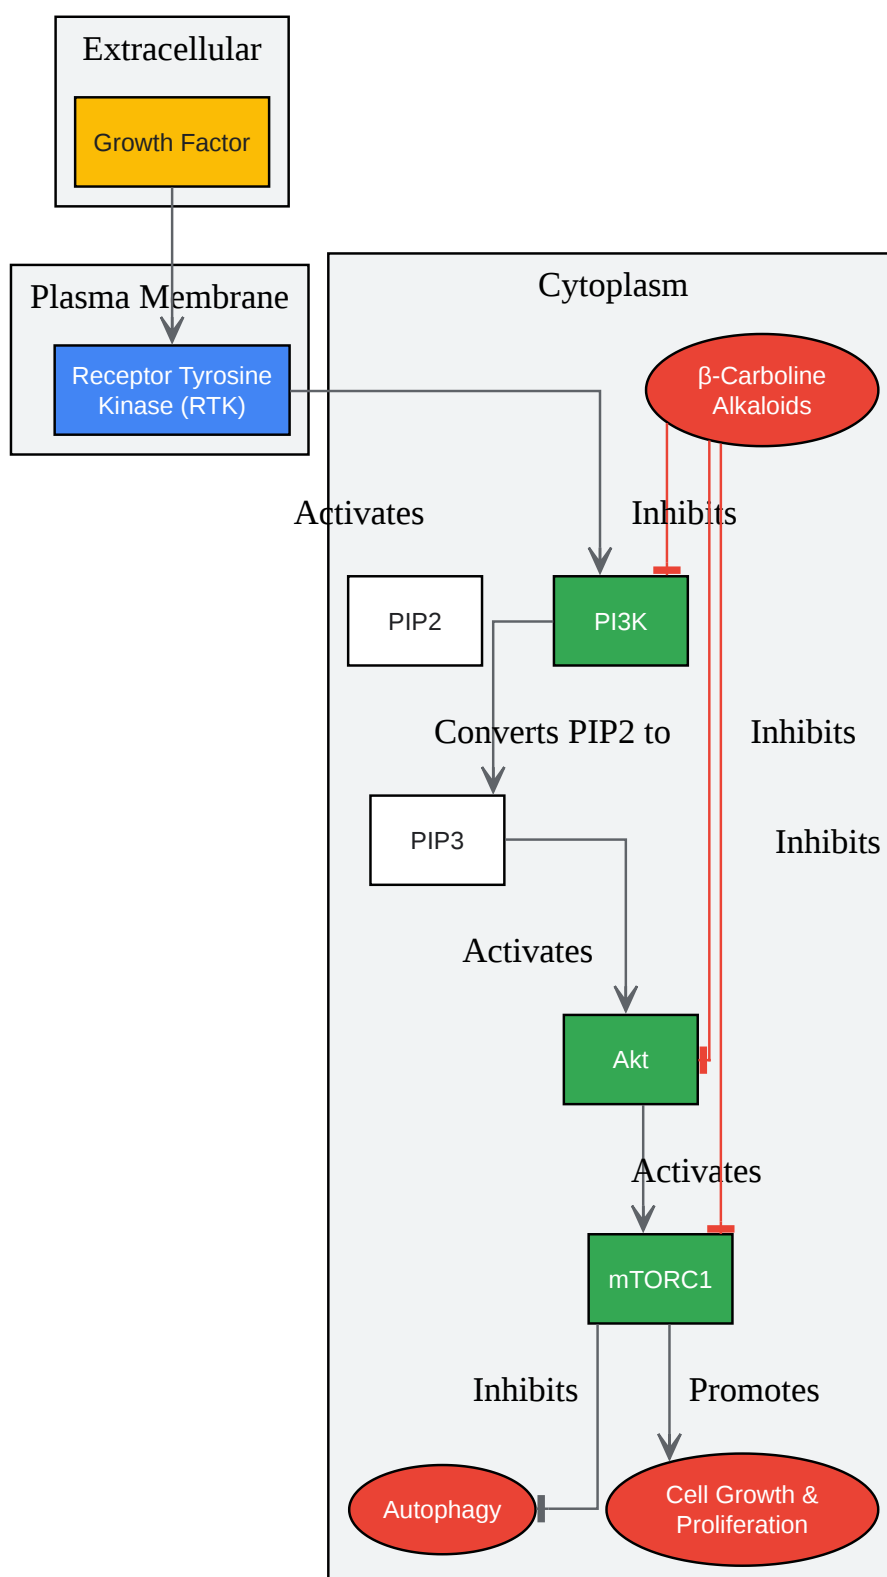 Extracellular
Growth Factor
Plasma Membrane
Receptor Tyrosine
Kinase (RTK)
Cytoplasm
β-Carboline
Alkaloids
Activates
Inhibits
PIP2
PI3K
Converts PIP2 to
Inhibits
PIP3
Inhibits
Activates
Akt
Activates
mTORC1
Inhibits
Promotes
Autophagy
Cell Growth &
Proliferation